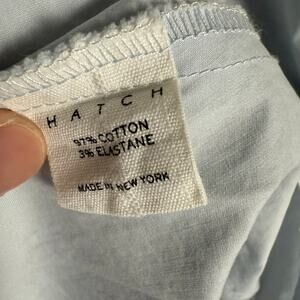 HATCH
97% COTTON
3% ELASTANE
MADE IN NEW YORK